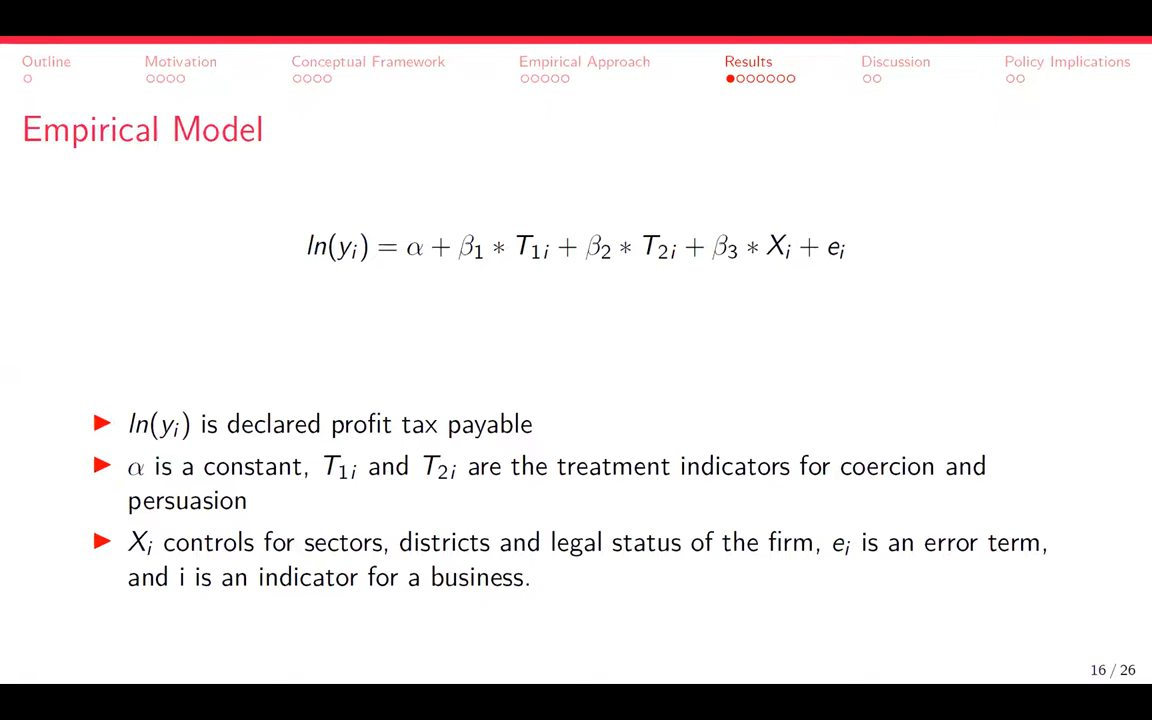 Outline Motivation Conceptual Framework Empirical Approach Results Discussion Policy Implications
Empirical Model
ln(yᵢ) = α + β₁ ∗ T₁ᵢ + β₂ ∗ T₂ᵢ + β₃ ∗ Xᵢ + eᵢ
ln(yᵢ) is declared profit tax payable
α is a constant, T₁ᵢ and T₂ᵢ are the treatment indicators for coercion and
persuasion
Xᵢ controls for sectors, districts and legal status of the firm, eᵢ is an error term,
and i is an indicator for a business.
16 / 26